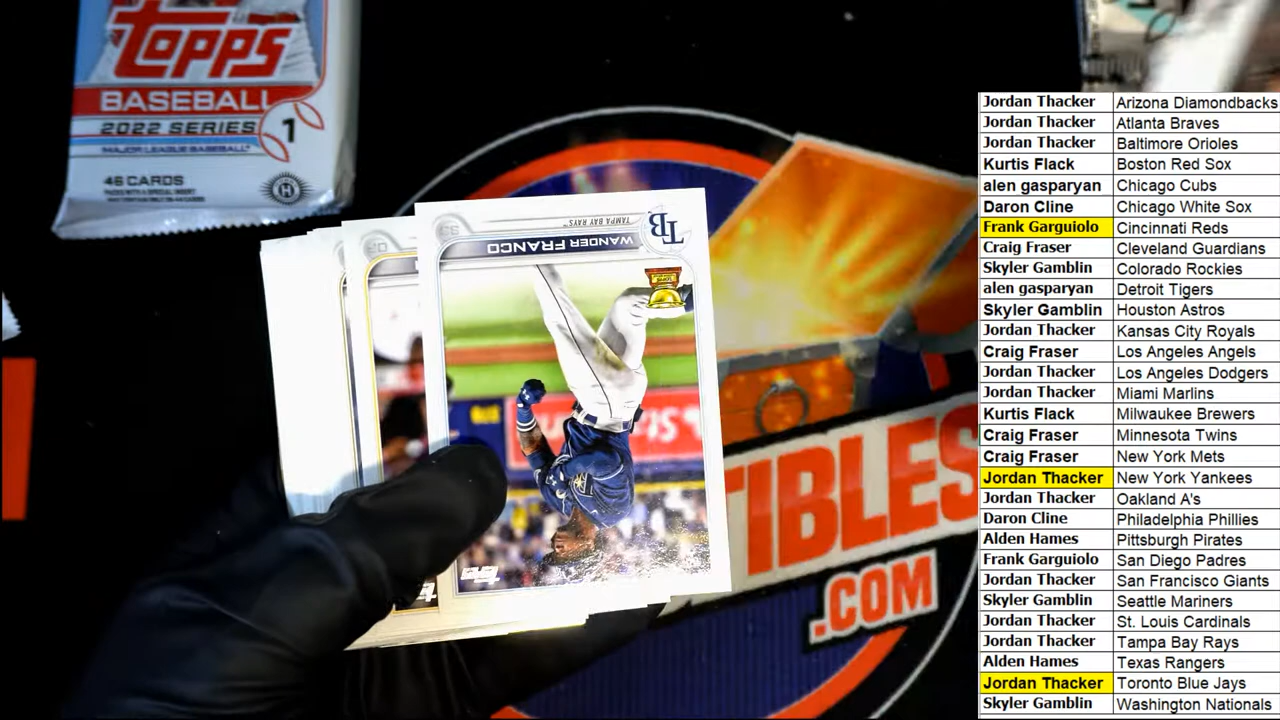 TOPPS
BASEBALL
2022 SERIES 1
MAJOR LEAGUE BASEBALL
46 CARDS
TB
TAMPA BAY RAYS
WANDER FRANCO
TIBLES
.COM
Jordan Thacker Arizona Diamondbacks
Jordan Thacker Atlanta Braves
Jordan Thacker Baltimore Orioles
Kurtis Flack Boston Red Sox
alen gasparyan Chicago Cubs
Daron Cline Chicago White Sox
Frank Garguiolo Cincinnati Reds
Craig Fraser Cleveland Guardians
Skyler Gamblin Colorado Rockies
alen gasparyan Detroit Tigers
Skyler Gamblin Houston Astros
Jordan Thacker Kansas City Royals
Craig Fraser Los Angeles Angels
Jordan Thacker Los Angeles Dodgers
Jordan Thacker Miami Marlins
Kurtis Flack Milwaukee Brewers
Craig Fraser Minnesota Twins
Craig Fraser New York Mets
Jordan Thacker New York Yankees
Jordan Thacker Oakland A's
Daron Cline Philadelphia Phillies
Alden Hames Pittsburgh Pirates
Frank Garguiolo San Diego Padres
Jordan Thacker San Francisco Giants
Skyler Gamblin Seattle Mariners
Jordan Thacker St. Louis Cardinals
Jordan Thacker Tampa Bay Rays
Alden Hames Texas Rangers
Jordan Thacker Toronto Blue Jays
Skyler Gamblin Washington Nationals